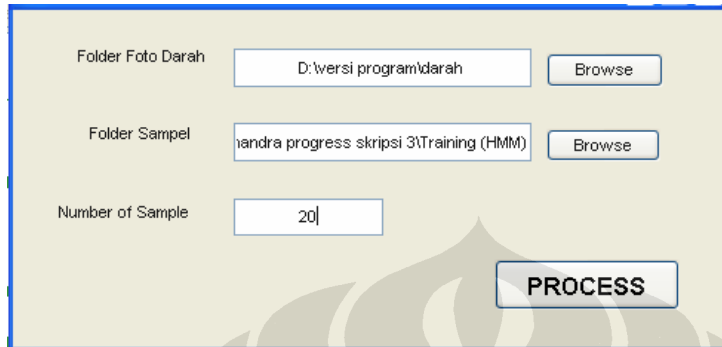 Folder Foto Darah D:\versi program\darah Browse
Folder Sampel handra progress skripsi 3\Training (HMM) Browse
Number of Sample 20
PROCESS